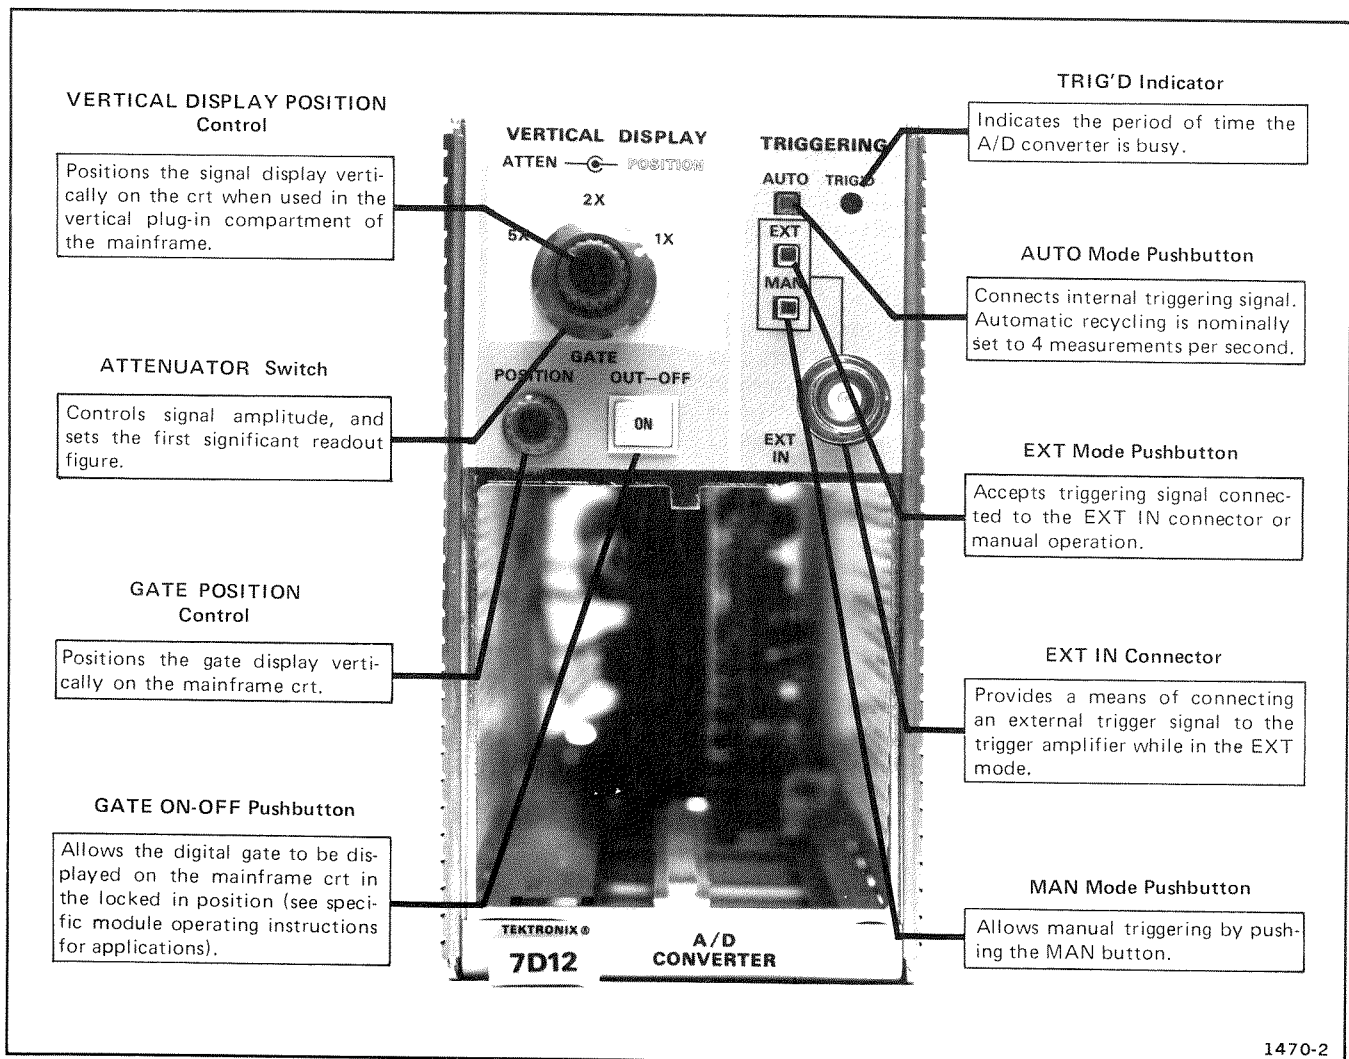 VERTICAL DISPLAY POSITION
Control
Positions the signal display verti-
cally on the crt when used in the
vertical plug-in compartment of
the mainframe.
ATTENUATOR Switch
Controls signal amplitude, and
sets the first significant readout
figure.
GATE POSITION
Control
Positions the gate display verti-
cally on the mainframe crt.
GATE ON-OFF Pushbutton
Allows the digital gate to be dis-
played on the mainframe crt in
the locked in position (see speci-
fic module operating instructions
for applications).
VERTICAL DISPLAY
ATTEN POSITION
2X
5X 1X
GATE
POSITION OUT—OFF
ON
TRIGGERING
AUTO TRIG'D
EXT
MAN
EXT
IN
TEKTRONIX ®
7D12
A/D
CONVERTER
TRIG'D Indicator
Indicates the period of time the
A/D converter is busy.
AUTO Mode Pushbutton
Connects internal triggering signal.
Automatic recycling is nominally
set to 4 measurements per second.
EXT Mode Pushbutton
Accepts triggering signal connec-
ted to the EXT IN connector or
manual operation.
EXT IN Connector
Provides a means of connecting
an external trigger signal to the
trigger amplifier while in the EXT
mode.
MAN Mode Pushbutton
Allows manual triggering by push-
ing the MAN button.
1470-2